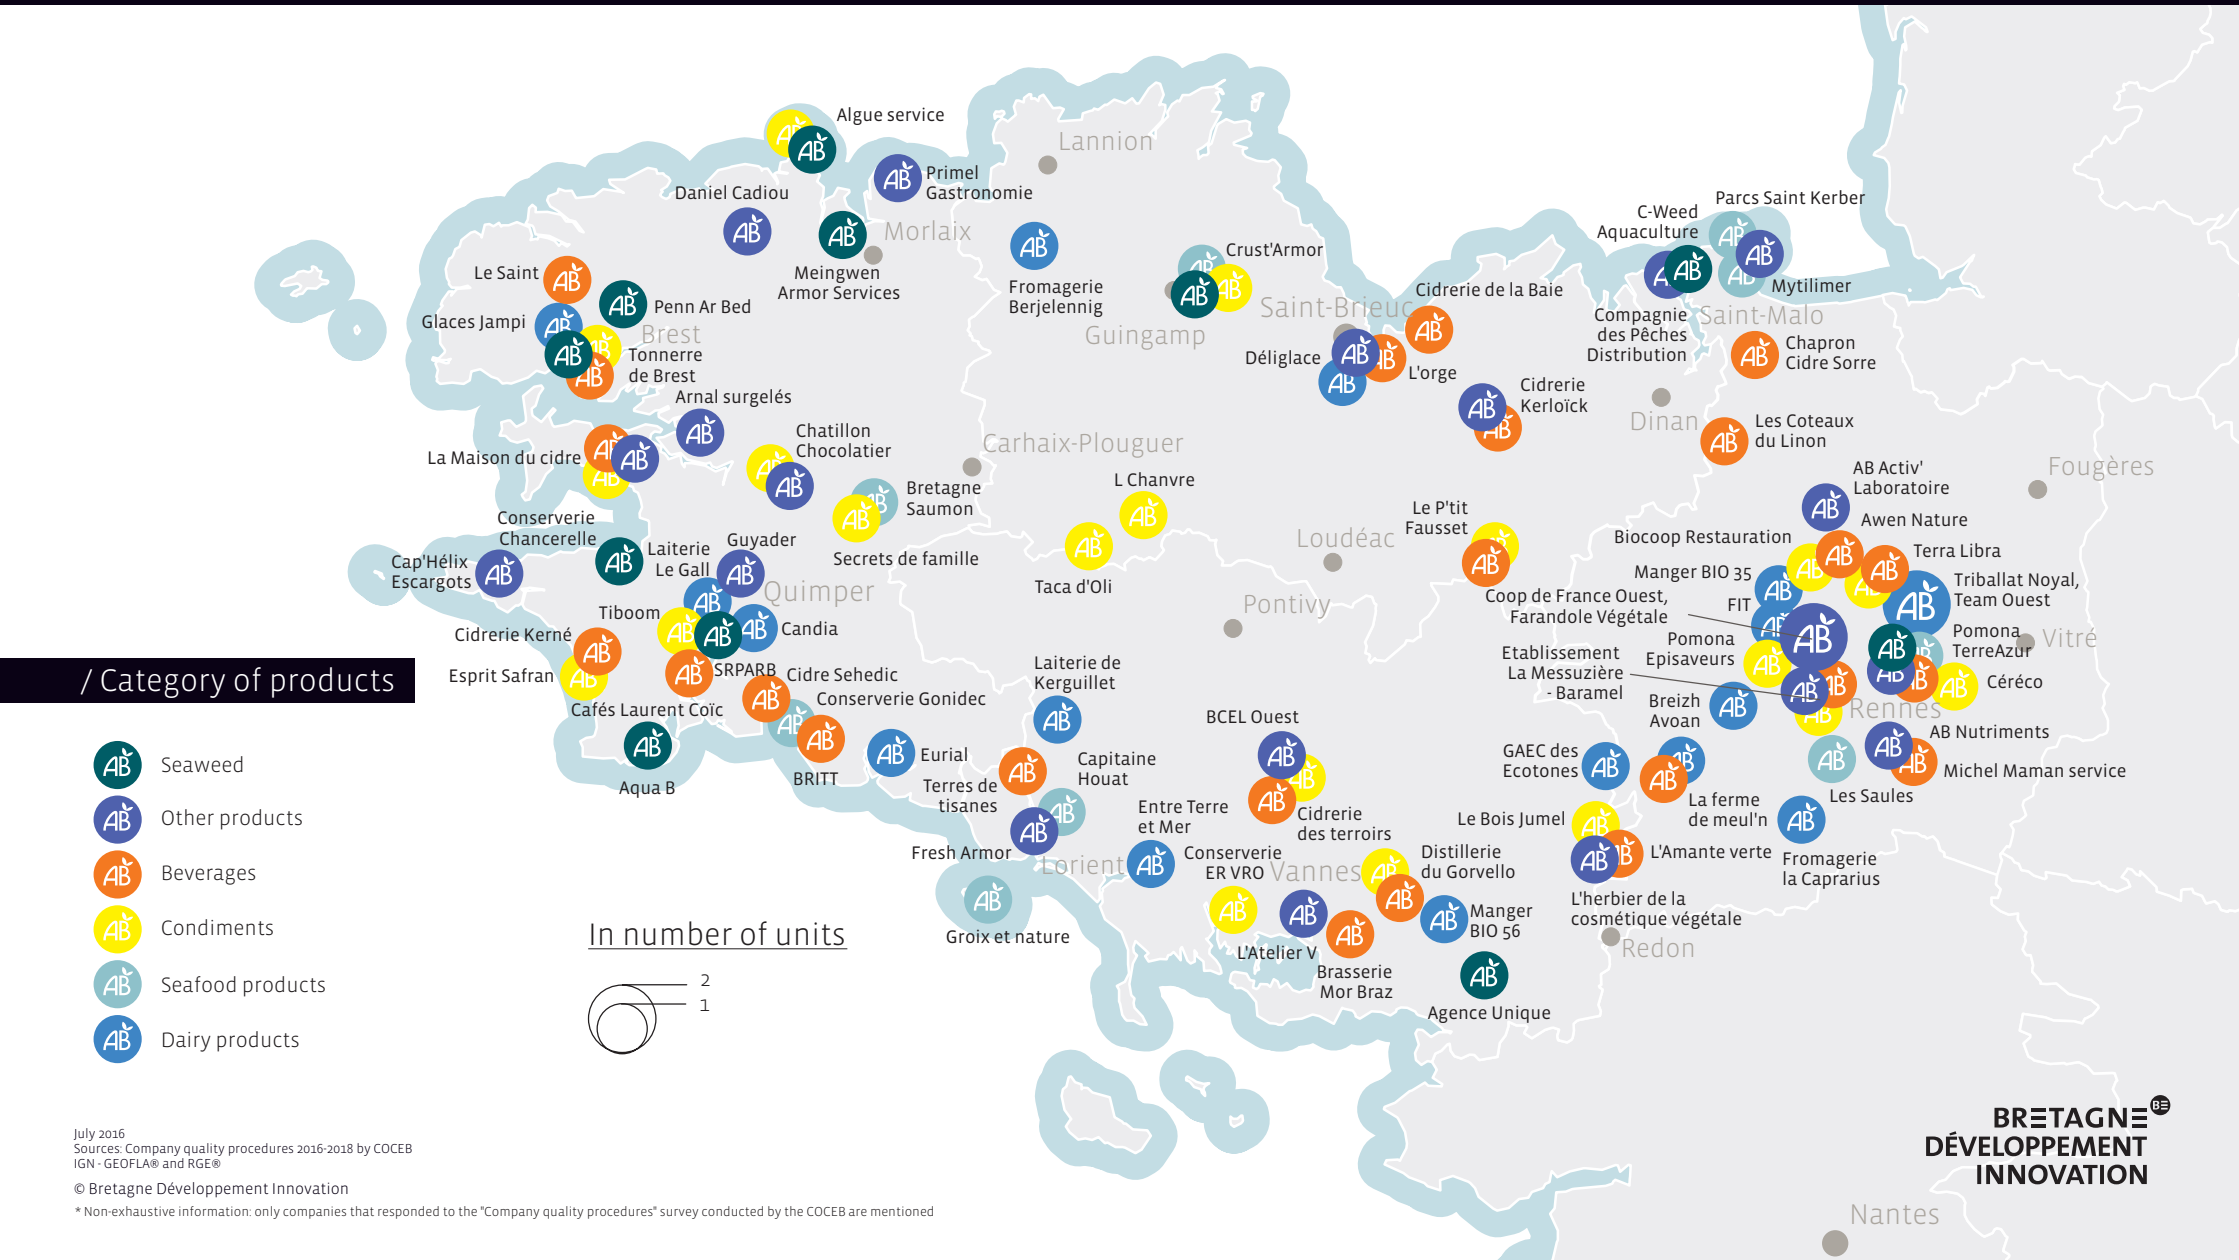 Algue service
Lannion
Primel
Gastronomie
Daniel Cadiou
Morlaix
Meingwen
Armor Services
Le Saint
Penn Ar Bed
Glaces Jampi
Brest
Tonnerre
de Brest
Fromagerie
Berjelennig
Crust'Armor
Guingamp
Saint-Brieuc
Cidrerie de la Baie
Déliglace
L'orge
Cidrerie
Kerloïck
Parcs Saint Kerber
C-Weed
Aquaculture
Mytilimer
Compagnie
des Pêches
Distribution
Saint-Malo
Chapron
Cidre Sorre
Dinan
Les Coteaux
du Linon
Fougères
Arnal surgelés
La Maison du cidre
Chatillon
Chocolatier
Carhaix-Plouguer
Bretagne
Saumon
Secrets de famille
L Chanvre
Taca d'Oli
Loudéac
Le P'tit
Fausset
Pontivy
Conserverie
Chancerelle
Cap'Hélix
Escargots
Laiterie
Le Gall
Guyader
Quimper
Tiboom
Candia
Cidrerie Kerné
Esprit Safran
SRPARB
Cidre Sehedic
Conserverie Gonidec
Cafés Laurent Coïc
Aqua B
BRITT
Eurial
Laiterie de
Kerguillet
Capitaine
Houat
Terres de
tisanes
Fresh Armor
Lorient
Groix et nature
BCEL Ouest
Cidrerie
des terroirs
Entre Terre
et Mer
Conserverie
ER VRO
Vannes
L'Atelier V
Brasserie
Mor Braz
Distillerie
du Gorvello
Manger
BIO 56
Agence Unique
AB Activ'
Laboratoire
Awen Nature
Biocoop Restauration
Terra Libra
Manger BIO 35
Triballat Noyal,
Team Ouest
Coop de France Ouest,
Farandole Végétale
FIT
Pomona
Episaveurs
Pomona
TerreAzur
Vitré
Etablissement
La Messuzière
- Baramel
Céréco
Breizh
Avoan
Rennes
AB Nutriments
Michel Maman service
Les Saules
GAEC des
Ecotones
La ferme
de meul'n
Le Bois Jumel
L'Amante verte
Fromagerie
la Caprarius
L'herbier de la
cosmétique végétale
Redon
Nantes
/ Category of products
AB Seaweed
AB Other products
AB Beverages
AB Condiments
AB Seafood products
AB Dairy products
In number of units
2
1
July 2016
Sources: Company quality procedures 2016-2018 by COCEB
IGN - GEOFLA® and RGE®
© Bretagne Développement Innovation
* Non-exhaustive information: only companies that responded to the "Company quality procedures" survey conducted by the COCEB are mentioned
BRETAGNE BE
DÉVELOPPEMENT
INNOVATION